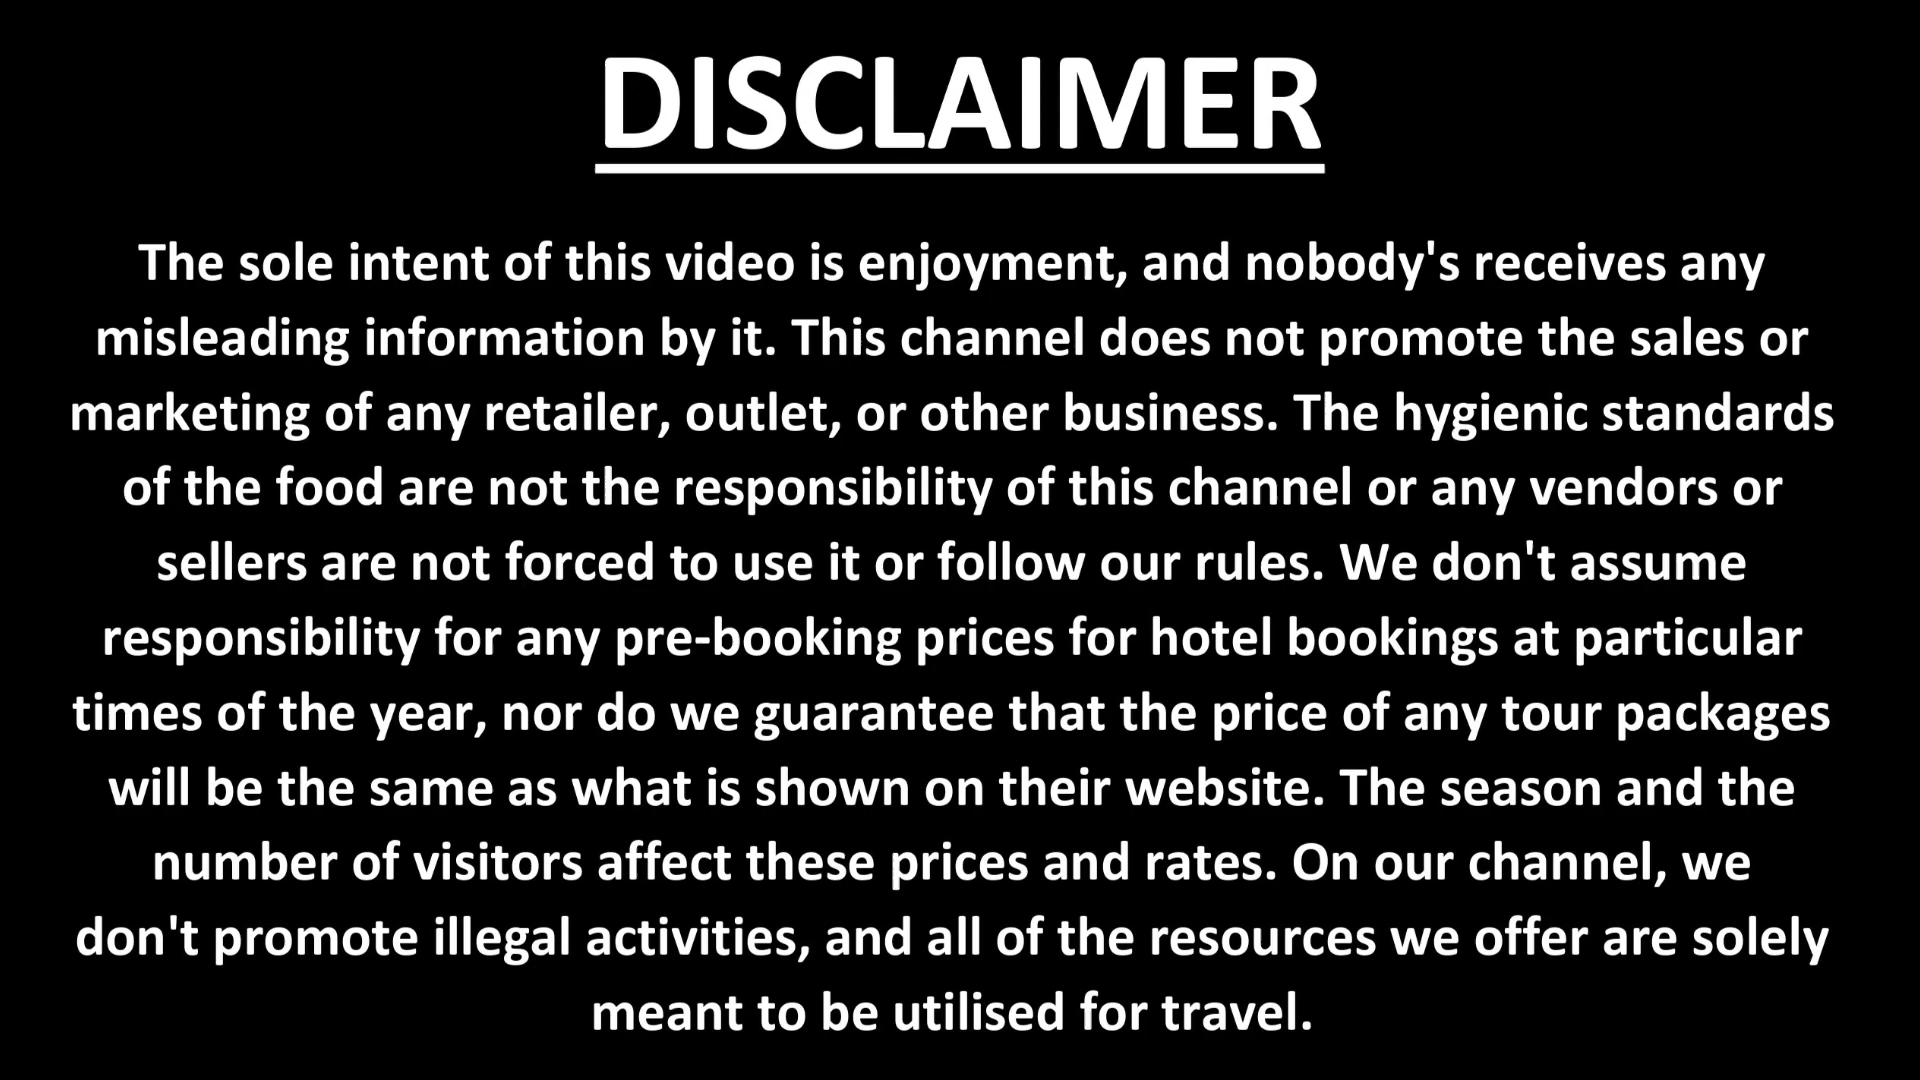 DISCLAIMER
The sole intent of this video is enjoyment, and nobody's receives any
misleading information by it. This channel does not promote the sales or
marketing of any retailer, outlet, or other business. The hygienic standards
of the food are not the responsibility of this channel or any vendors or
sellers are not forced to use it or follow our rules. We don't assume
responsibility for any pre-booking prices for hotel bookings at particular
times of the year, nor do we guarantee that the price of any tour packages
will be the same as what is shown on their website. The season and the
number of visitors affect these prices and rates. On our channel, we
don't promote illegal activities, and all of the resources we offer are solely
meant to be utilised for travel.